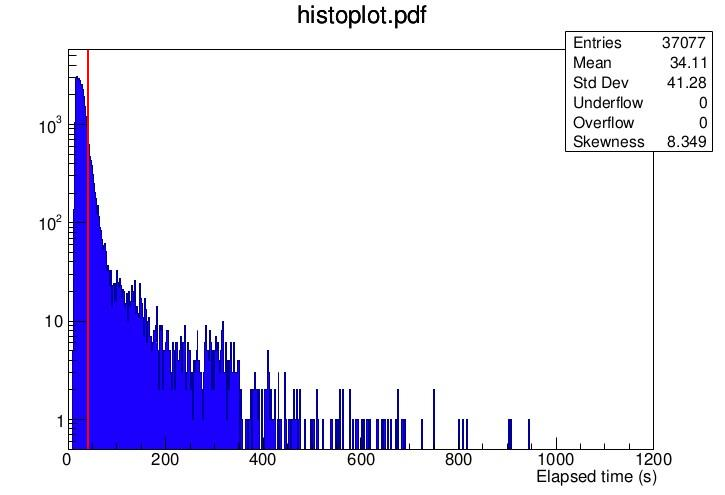 histoplot.pdf
Entries 37077
Mean 34.11
Std Dev 41.28
Underflow 0
Overflow 0
Skewness 8.349
10³
10²
10
1
0 200 400 600 800 1000 1200
Elapsed time (s)